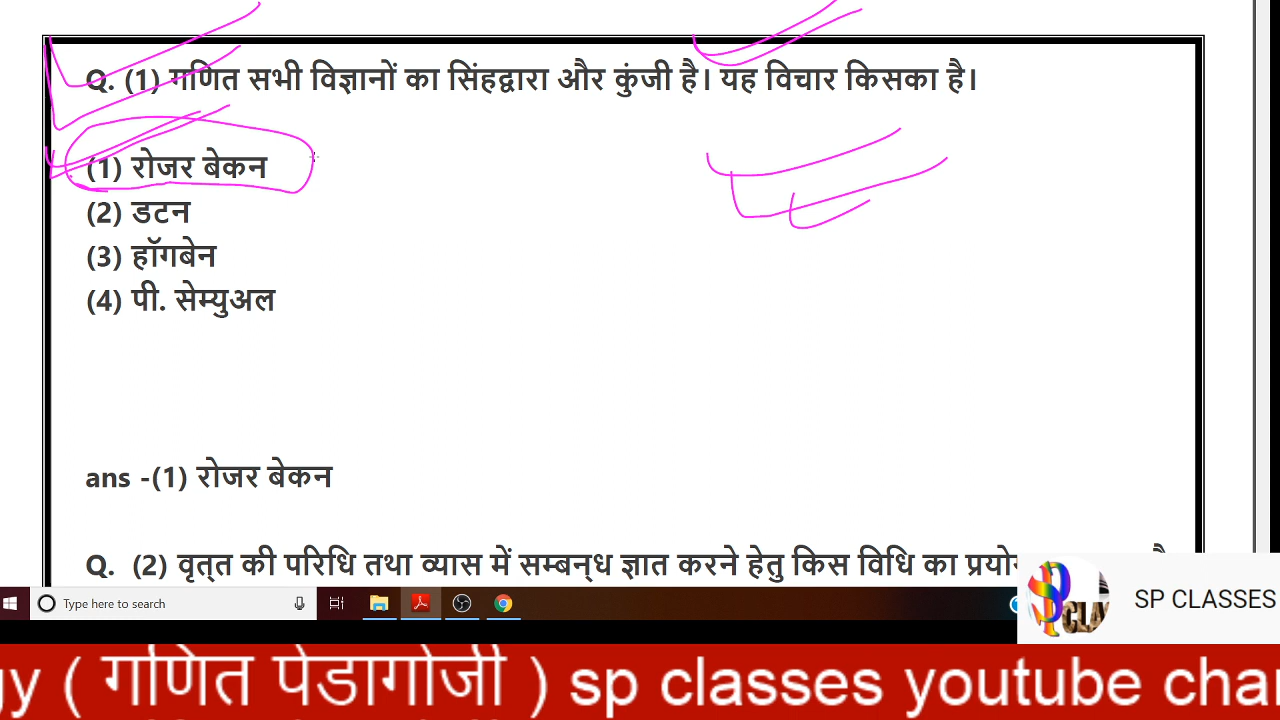 Q. (1) गणित सभी विज्ञानों का सिंहद्वारा और कुंजी है। यह विचार किसका है।
(1) रोजर बेकन
(2) डटन
(3) हॉगबेन
(4) पी. सेम्युअल
ans -(1) रोजर बेकन
Q. (2) वृत्त की परिधि तथा व्यास में सम्बन्ध ज्ञात करने हेतु किस विधि का
Type here to search
SP CLASSES
gy ( गणित पेडागोजी ) sp classes youtube cha